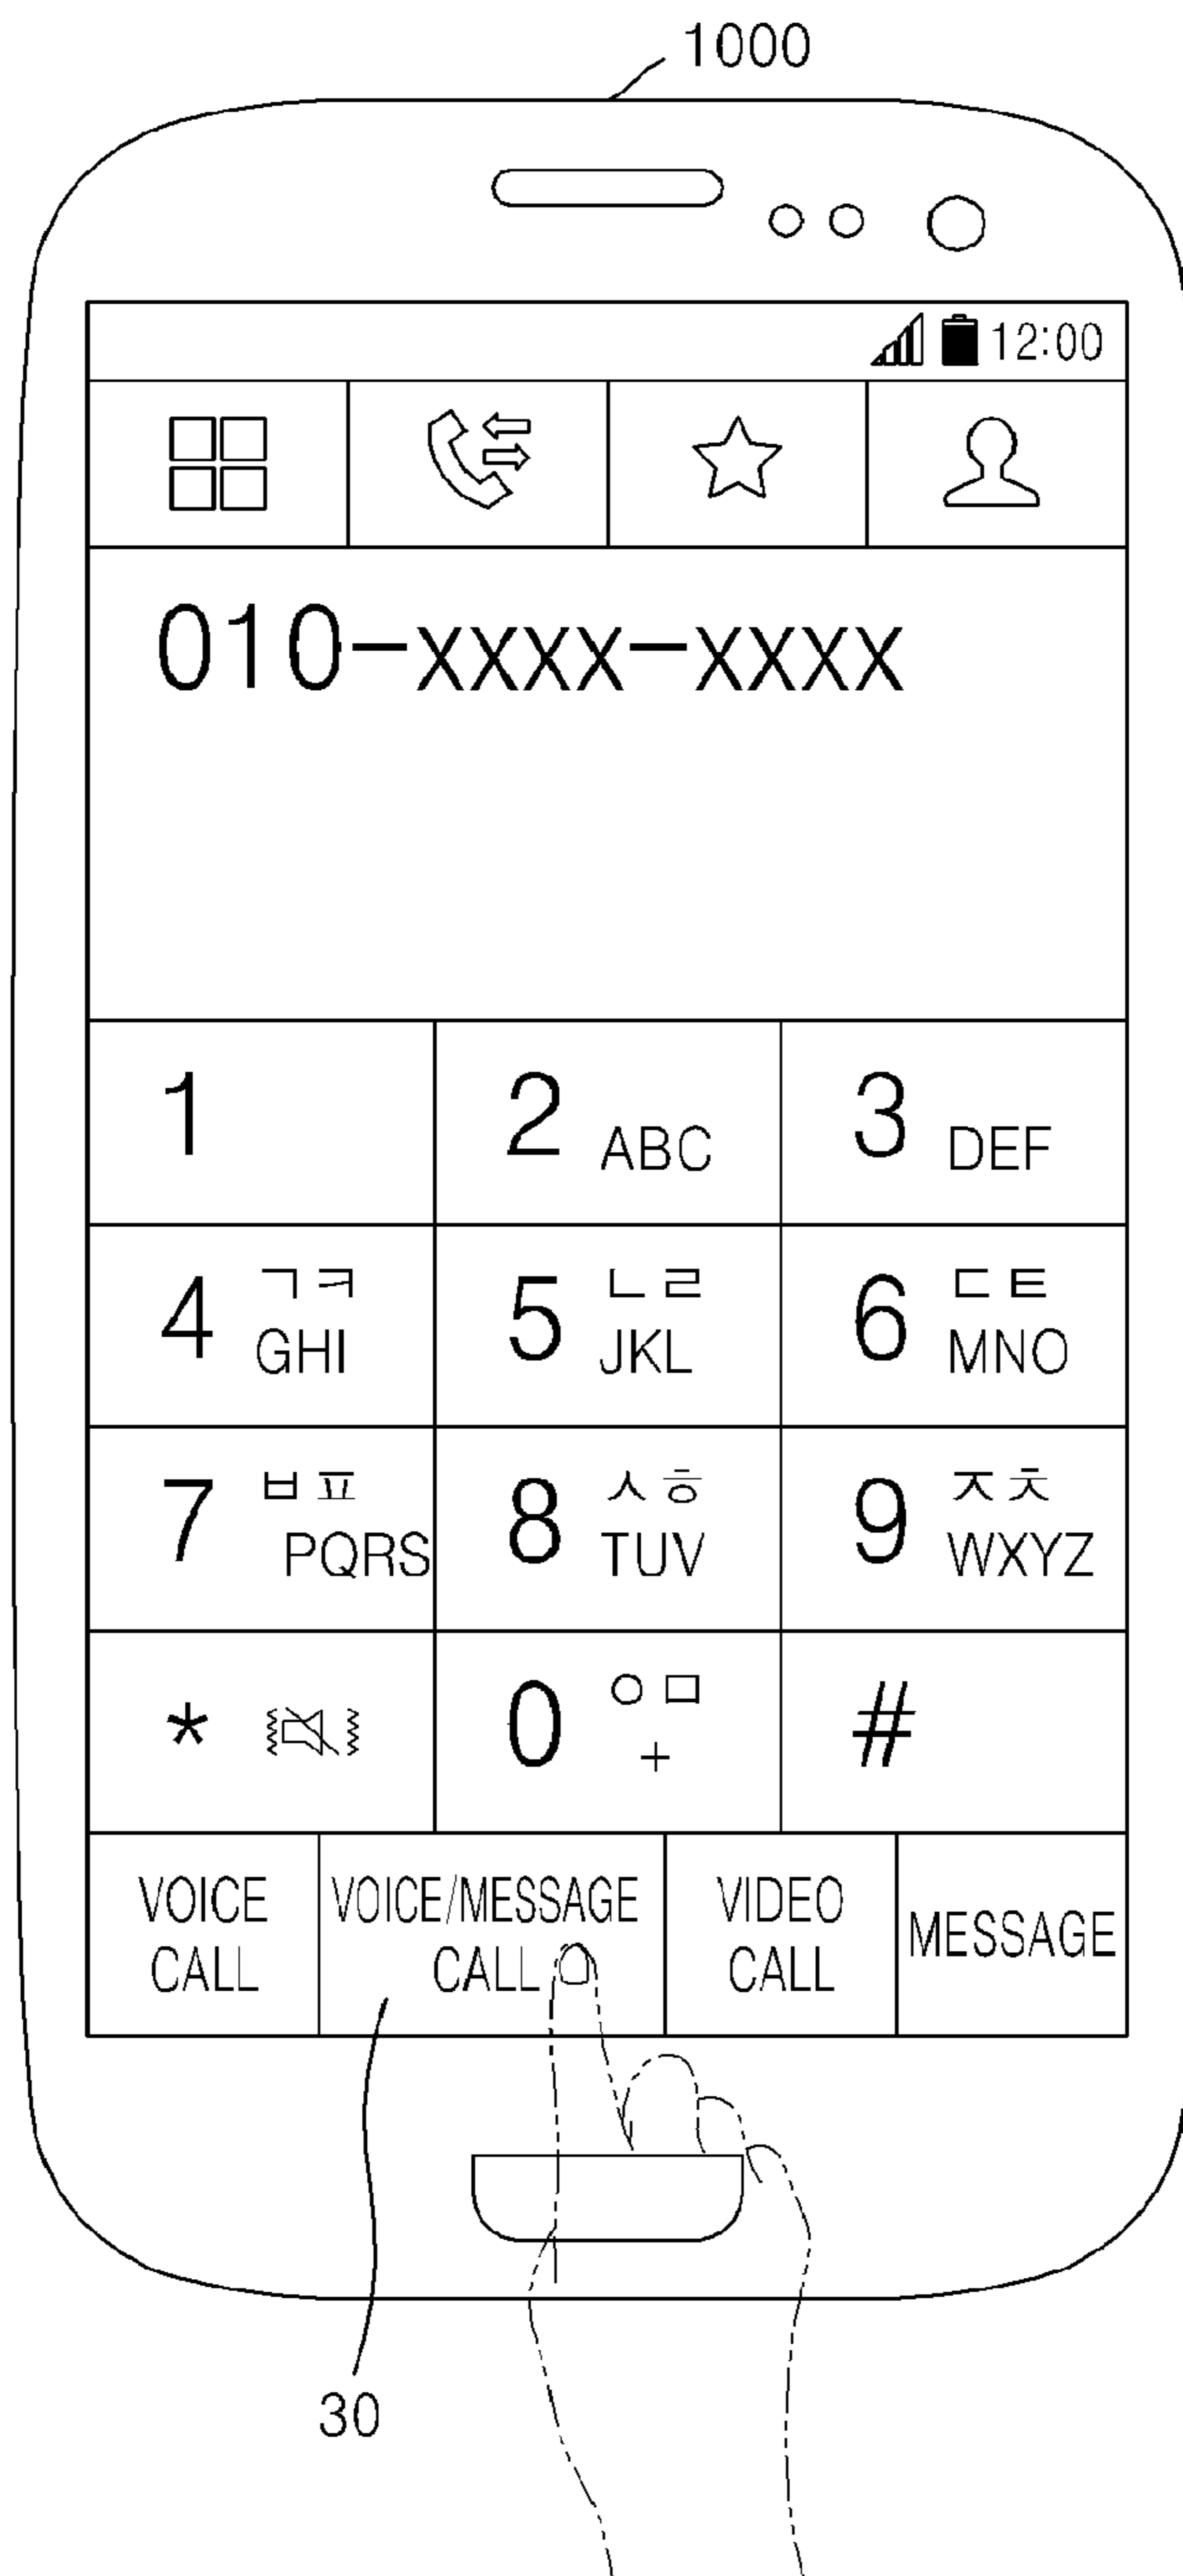 1000
12:00
010-xxxx-xxxx
1
2 ABC
3 DEF
4 ㄱㅋ
GHI
5 ㄴㄹ
JKL
6 ㄷㅌ
MNO
7 ㅂㅍ
PQRS
8 ㅅㅎ
TUV
9 ㅈㅊ
WXYZ
*
0 ㅇㅁ
+
#
VOICE
CALL
VOICE/MESSAGE
CALL
VIDEO
CALL
MESSAGE
30